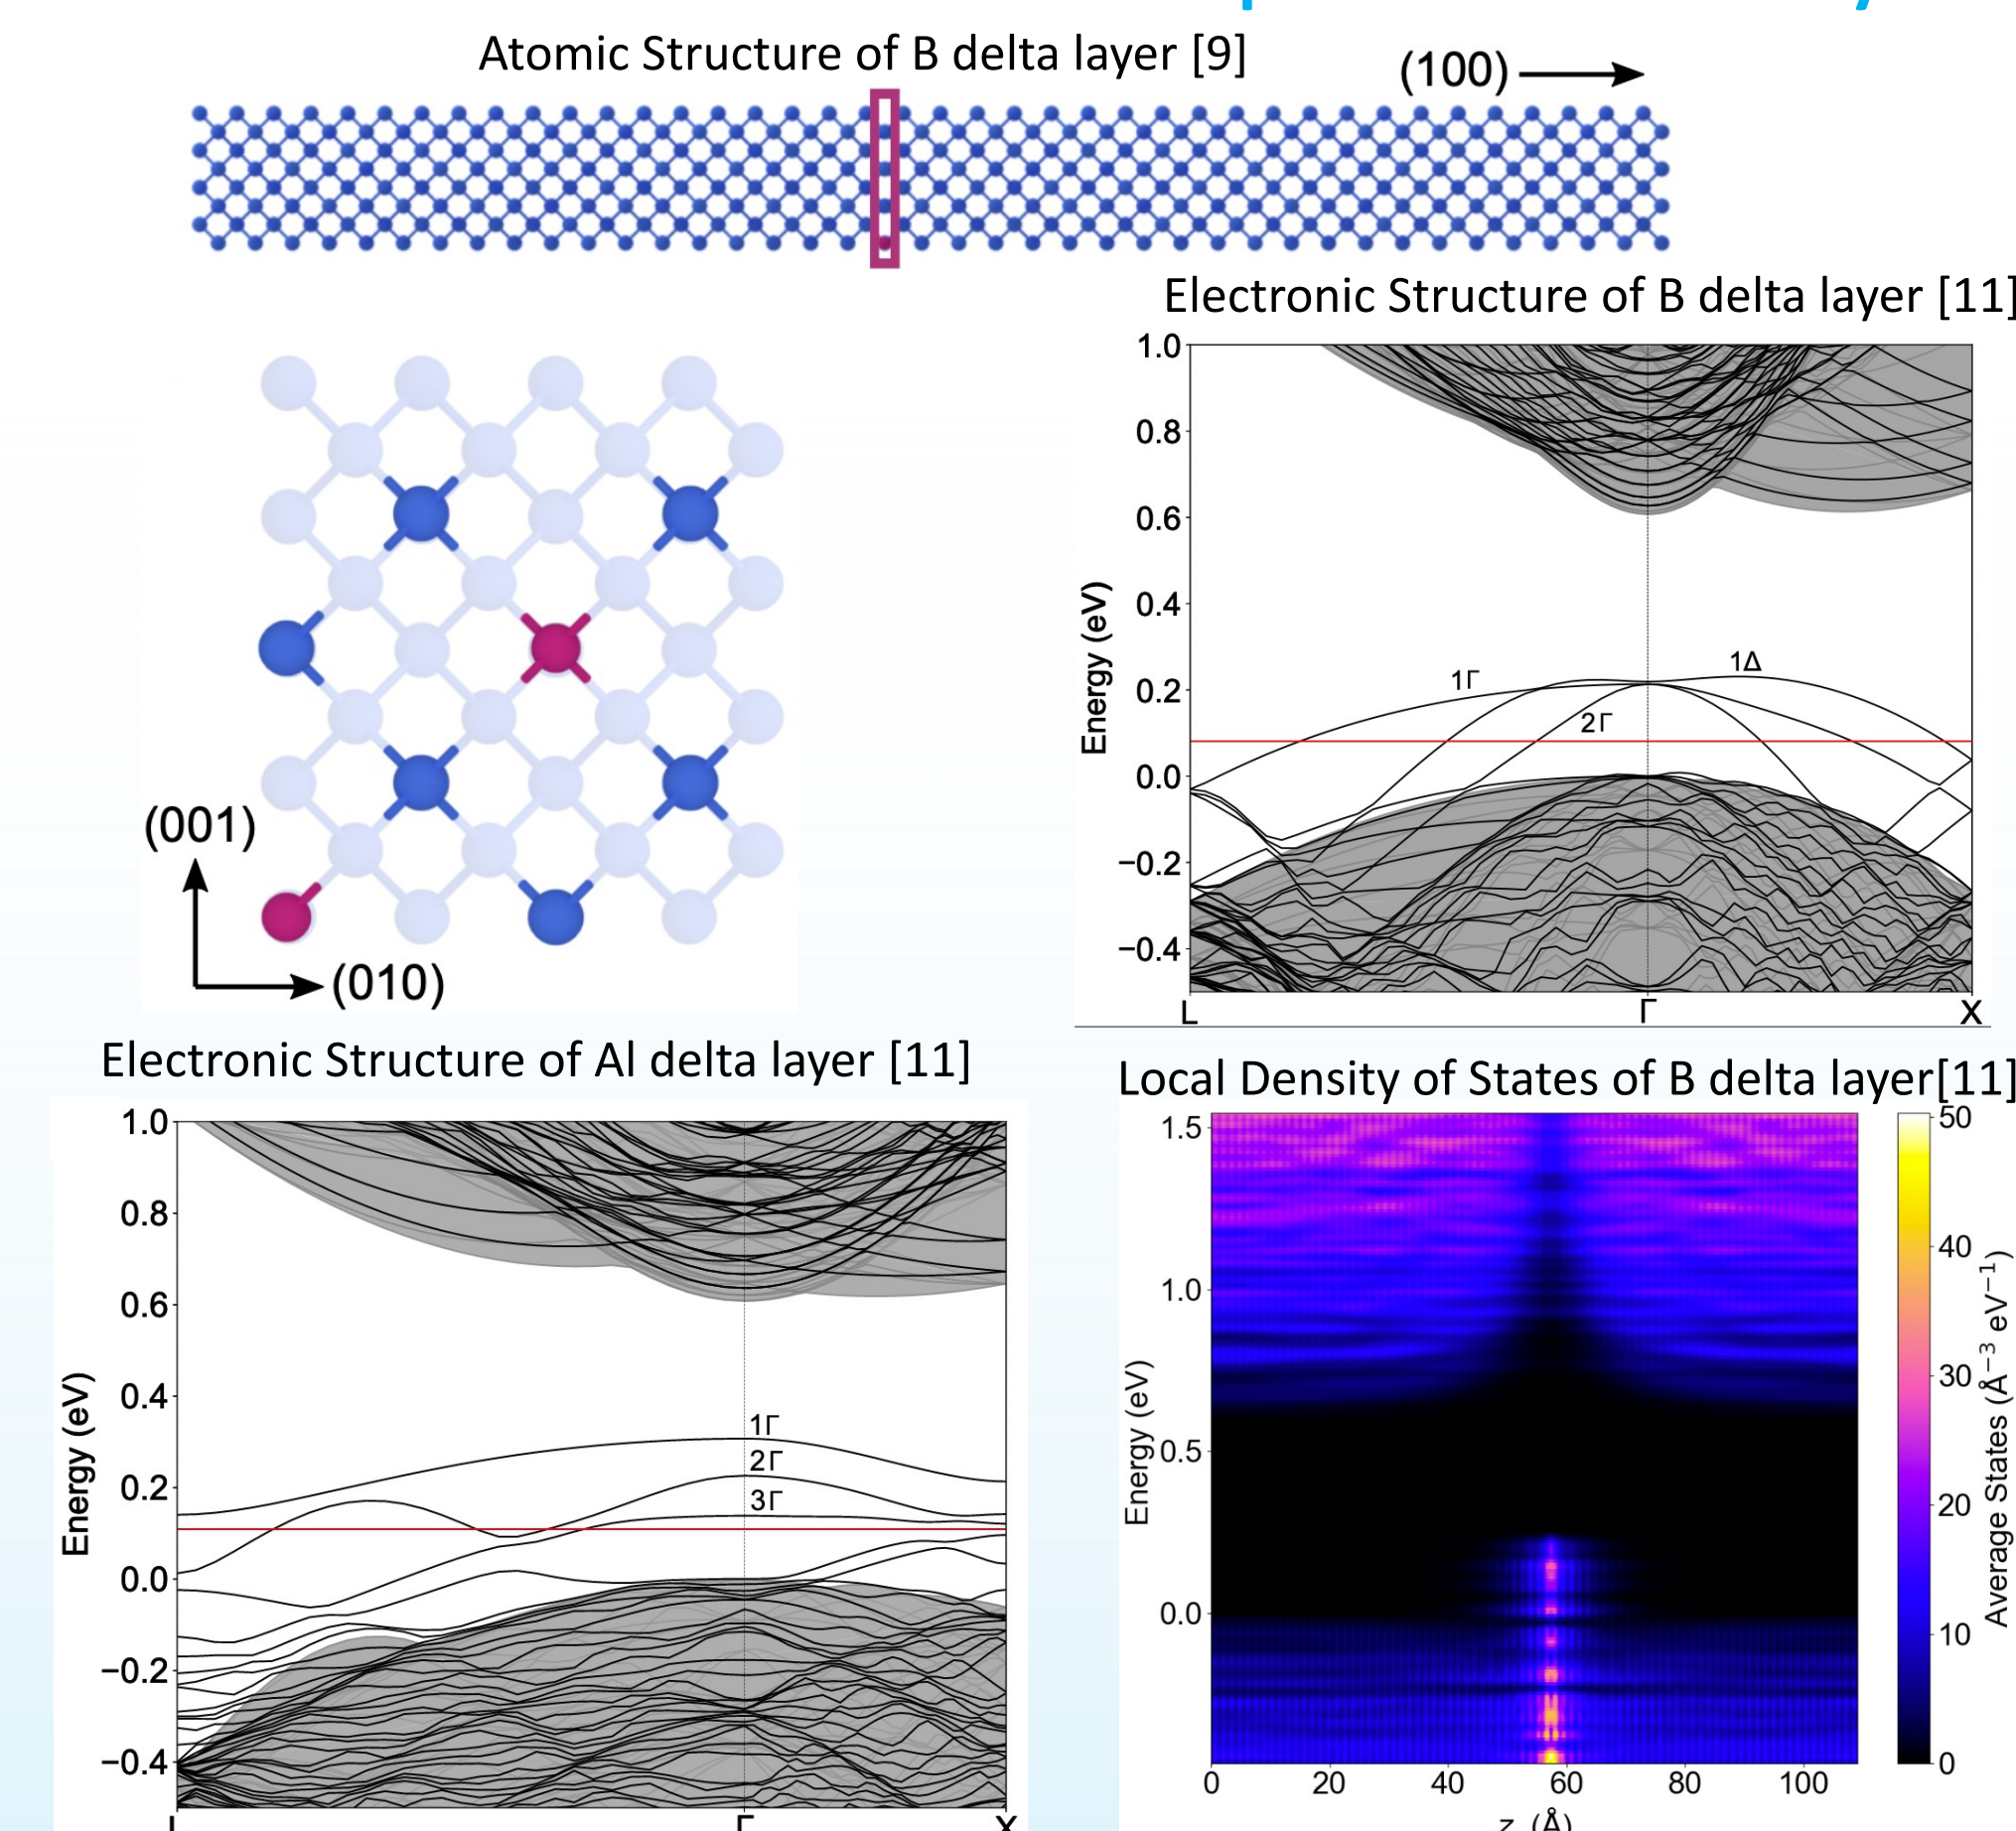 Atomic Structure of B delta layer [9]
(100)
Electronic Structure of B delta layer [11]
1.0
0.8
0.6
0.4
0.2
0.0
−0.2
−0.4
Energy (eV)
1Γ
1Δ
2Γ
L
Γ
X
(001)
(010)
Electronic Structure of Al delta layer [11]
1.0
0.8
0.6
0.4
0.2
0.0
−0.2
−0.4
Energy (eV)
1Γ
2Γ
3Γ
Γ
X
Local Density of States of B delta layer[11]
1.5
1.0
0.5
0.0
Energy (eV)
0
20
40
60
80
100
z (Å)
50
40
30
20
10
0
Average States (Å⁻³ eV⁻¹)